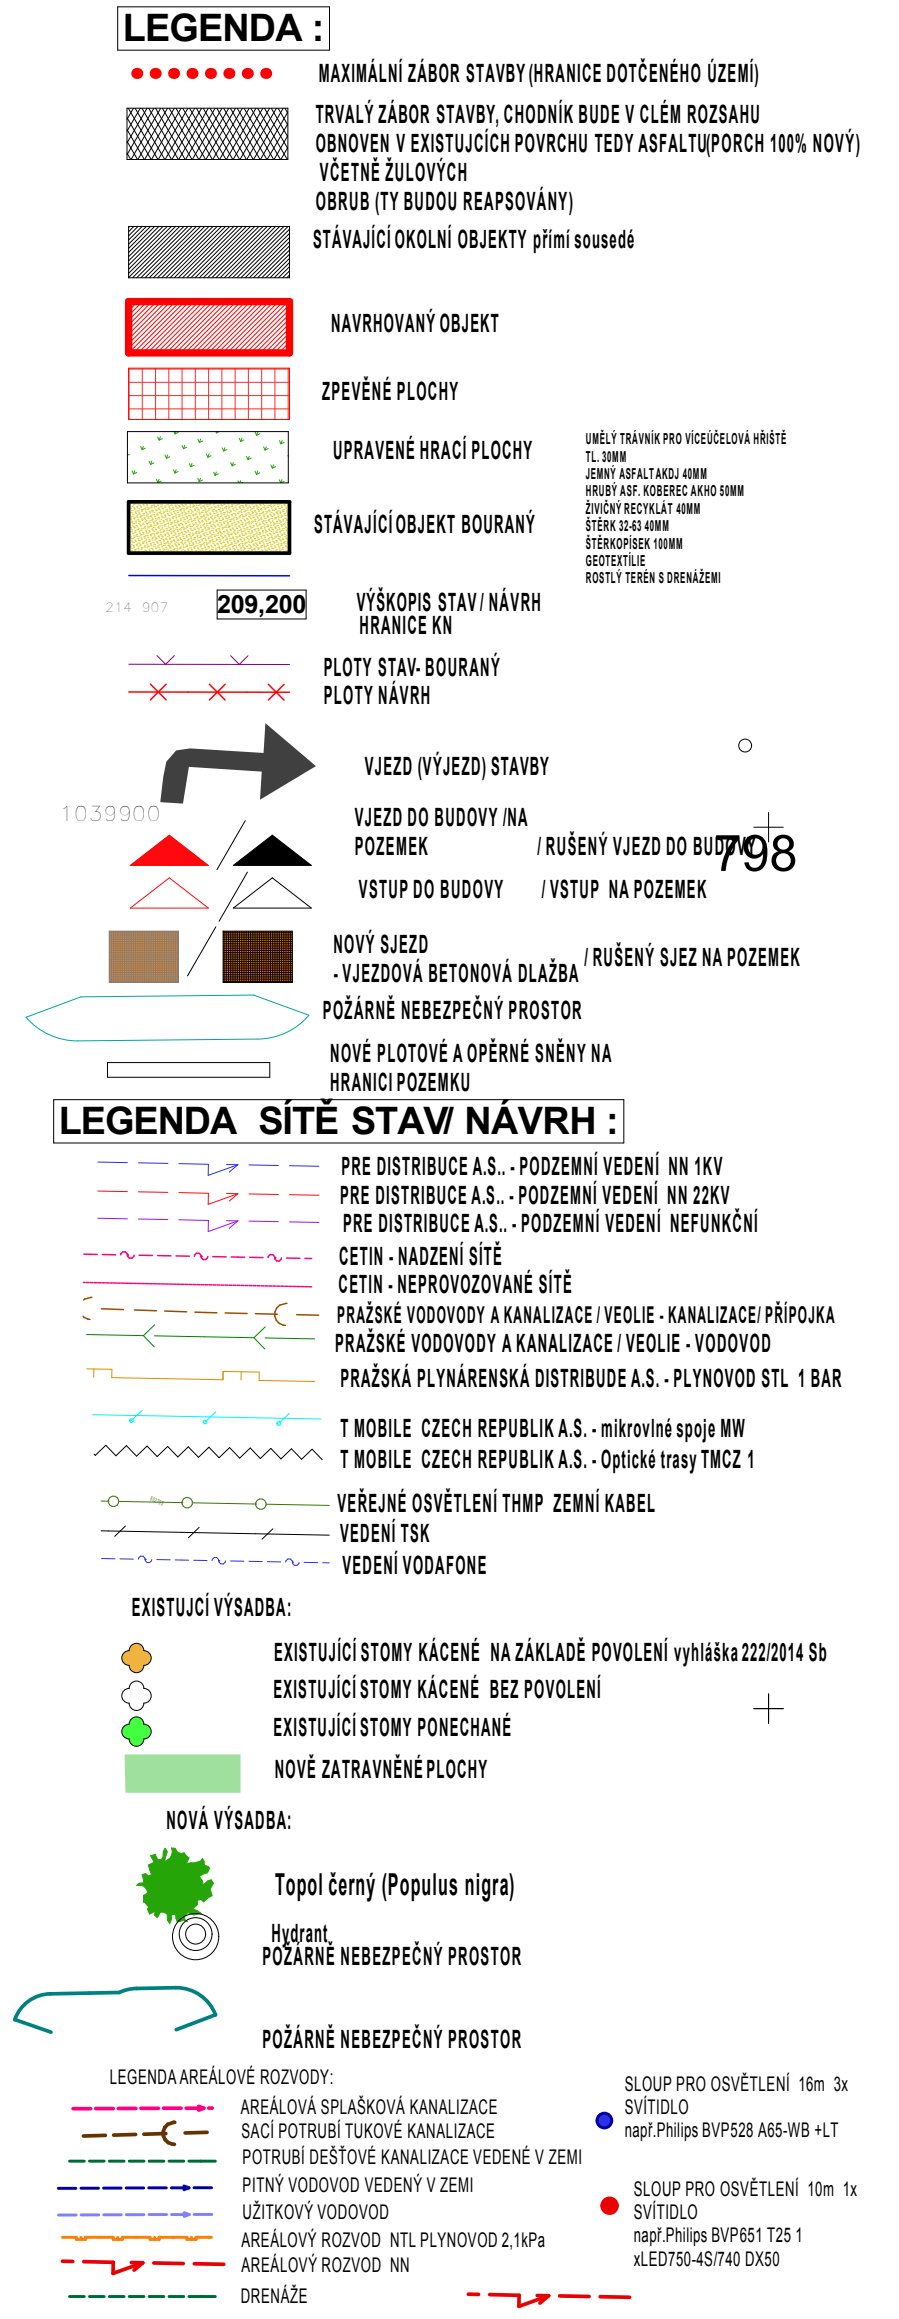 LEGENDA :
MAXIMÁLNÍ ZÁBOR STAVBY (HRANICE DOTČENÉHO ÚZEMÍ)
TRVALÝ ZÁBOR STAVBY, CHODNÍK BUDE V CLÉM ROZSAHU
OBNOVEN V EXISTUJCÍCH POVRCHU TEDY ASFALTU(PORCH 100% NOVÝ)
VČETNĚ ŽULOVÝCH
OBRUB (TY BUDOU REAPSOVÁNY)
STÁVAJÍCÍ OKOLNÍ OBJEKTY přímí sousedé
NAVRHOVANÝ OBJEKT
ZPEVĚNÉ PLOCHY
UPRAVENÉ HRACÍ PLOCHY
UMĚLÝ TRÁVNÍK PRO VÍCEÚČELOVÁ HŘIŠTĚ
TL. 30MM
JEMNÝ ASFALT AKDJ 40MM
HRUBÝ ASF. KOBEREC AKHO 50MM
ŽIVIČNÝ RECYKLÁT 40MM
ŠTĚRK 32-63 40MM
ŠTĚRKOPÍSEK 100MM
GEOTEXTÍLIE
ROSTLÝ TERÉN S DRENÁŽEMI
STÁVAJÍCÍ OBJEKT BOURANÝ
214 907
209,200
VÝŠKOPIS STAV / NÁVRH
HRANICE KN
PLOTY STAV- BOURANÝ
PLOTY NÁVRH
VJEZD (VÝJEZD) STAVBY
1039900
VJEZD DO BUDOVY /NA
POZEMEK / RUŠENÝ VJEZD DO BUDOVY
798
VSTUP DO BUDOVY / VSTUP NA POZEMEK
NOVÝ SJEZD
- VJEZDOVÁ BETONOVÁ DLAŽBA
/ RUŠENÝ SJEZ NA POZEMEK
POŽÁRNĚ NEBEZPEČNÝ PROSTOR
NOVÉ PLOTOVÉ A OPĚRNÉ SNĚNY NA
HRANICI POZEMKU
LEGENDA SÍTĚ STAV/ NÁVRH :
PRE DISTRIBUCE A.S.. - PODZEMNÍ VEDENÍ NN 1KV
PRE DISTRIBUCE A.S.. - PODZEMNÍ VEDENÍ NN 22KV
PRE DISTRIBUCE A.S.. - PODZEMNÍ VEDENÍ NEFUNKČNÍ
CETIN - NADZENÍ SÍTĚ
CETIN - NEPROVOZOVANÉ SÍTĚ
PRAŽSKÉ VODOVODY A KANALIZACE / VEOLIE - KANALIZACE/ PŘÍPOJKA
PRAŽSKÉ VODOVODY A KANALIZACE / VEOLIE - VODOVOD
PRAŽSKÁ PLYNÁRENSKÁ DISTRIBUDE A.S. - PLYNOVOD STL 1 BAR
T MOBILE CZECH REPUBLIK A.S. - mikrovlné spoje MW
T MOBILE CZECH REPUBLIK A.S. - Optické trasy TMCZ 1
VEŘEJNÉ OSVĚTLENÍ THMP ZEMNÍ KABEL
VEDENÍ TSK
VEDENÍ VODAFONE
EXISTUJCÍ VÝSADBA:
EXISTUJÍCÍ STOMY KÁCENÉ NA ZÁKLADĚ POVOLENÍ vyhláška 222/2014 Sb
EXISTUJÍCÍ STOMY KÁCENÉ BEZ POVOLENÍ
EXISTUJÍCÍ STOMY PONECHANÉ
NOVĚ ZATRAVNĚNÉ PLOCHY
NOVÁ VÝSADBA:
Topol černý (Populus nigra)
Hydrant
POŽÁRNĚ NEBEZPEČNÝ PROSTOR
POŽÁRNĚ NEBEZPEČNÝ PROSTOR
LEGENDA AREÁLOVÉ ROZVODY:
AREÁLOVÁ SPLAŠKOVÁ KANALIZACE
SACÍ POTRUBÍ TUKOVÉ KANALIZACE
POTRUBÍ DEŠŤOVÉ KANALIZACE VEDENÉ V ZEMI
PITNÝ VODOVOD VEDENÝ V ZEMI
UŽITKOVÝ VODOVOD
AREÁLOVÝ ROZVOD NTL PLYNOVOD 2,1kPa
AREÁLOVÝ ROZVOD NN
DRENÁŽE
SLOUP PRO OSVĚTLENÍ 16m 3x
SVÍTIDLO
např.Philips BVP528 A65-WB +LT
SLOUP PRO OSVĚTLENÍ 10m 1x
SVÍTIDLO
např.Philips BVP651 T25 1
xLED750-4S/740 DX50